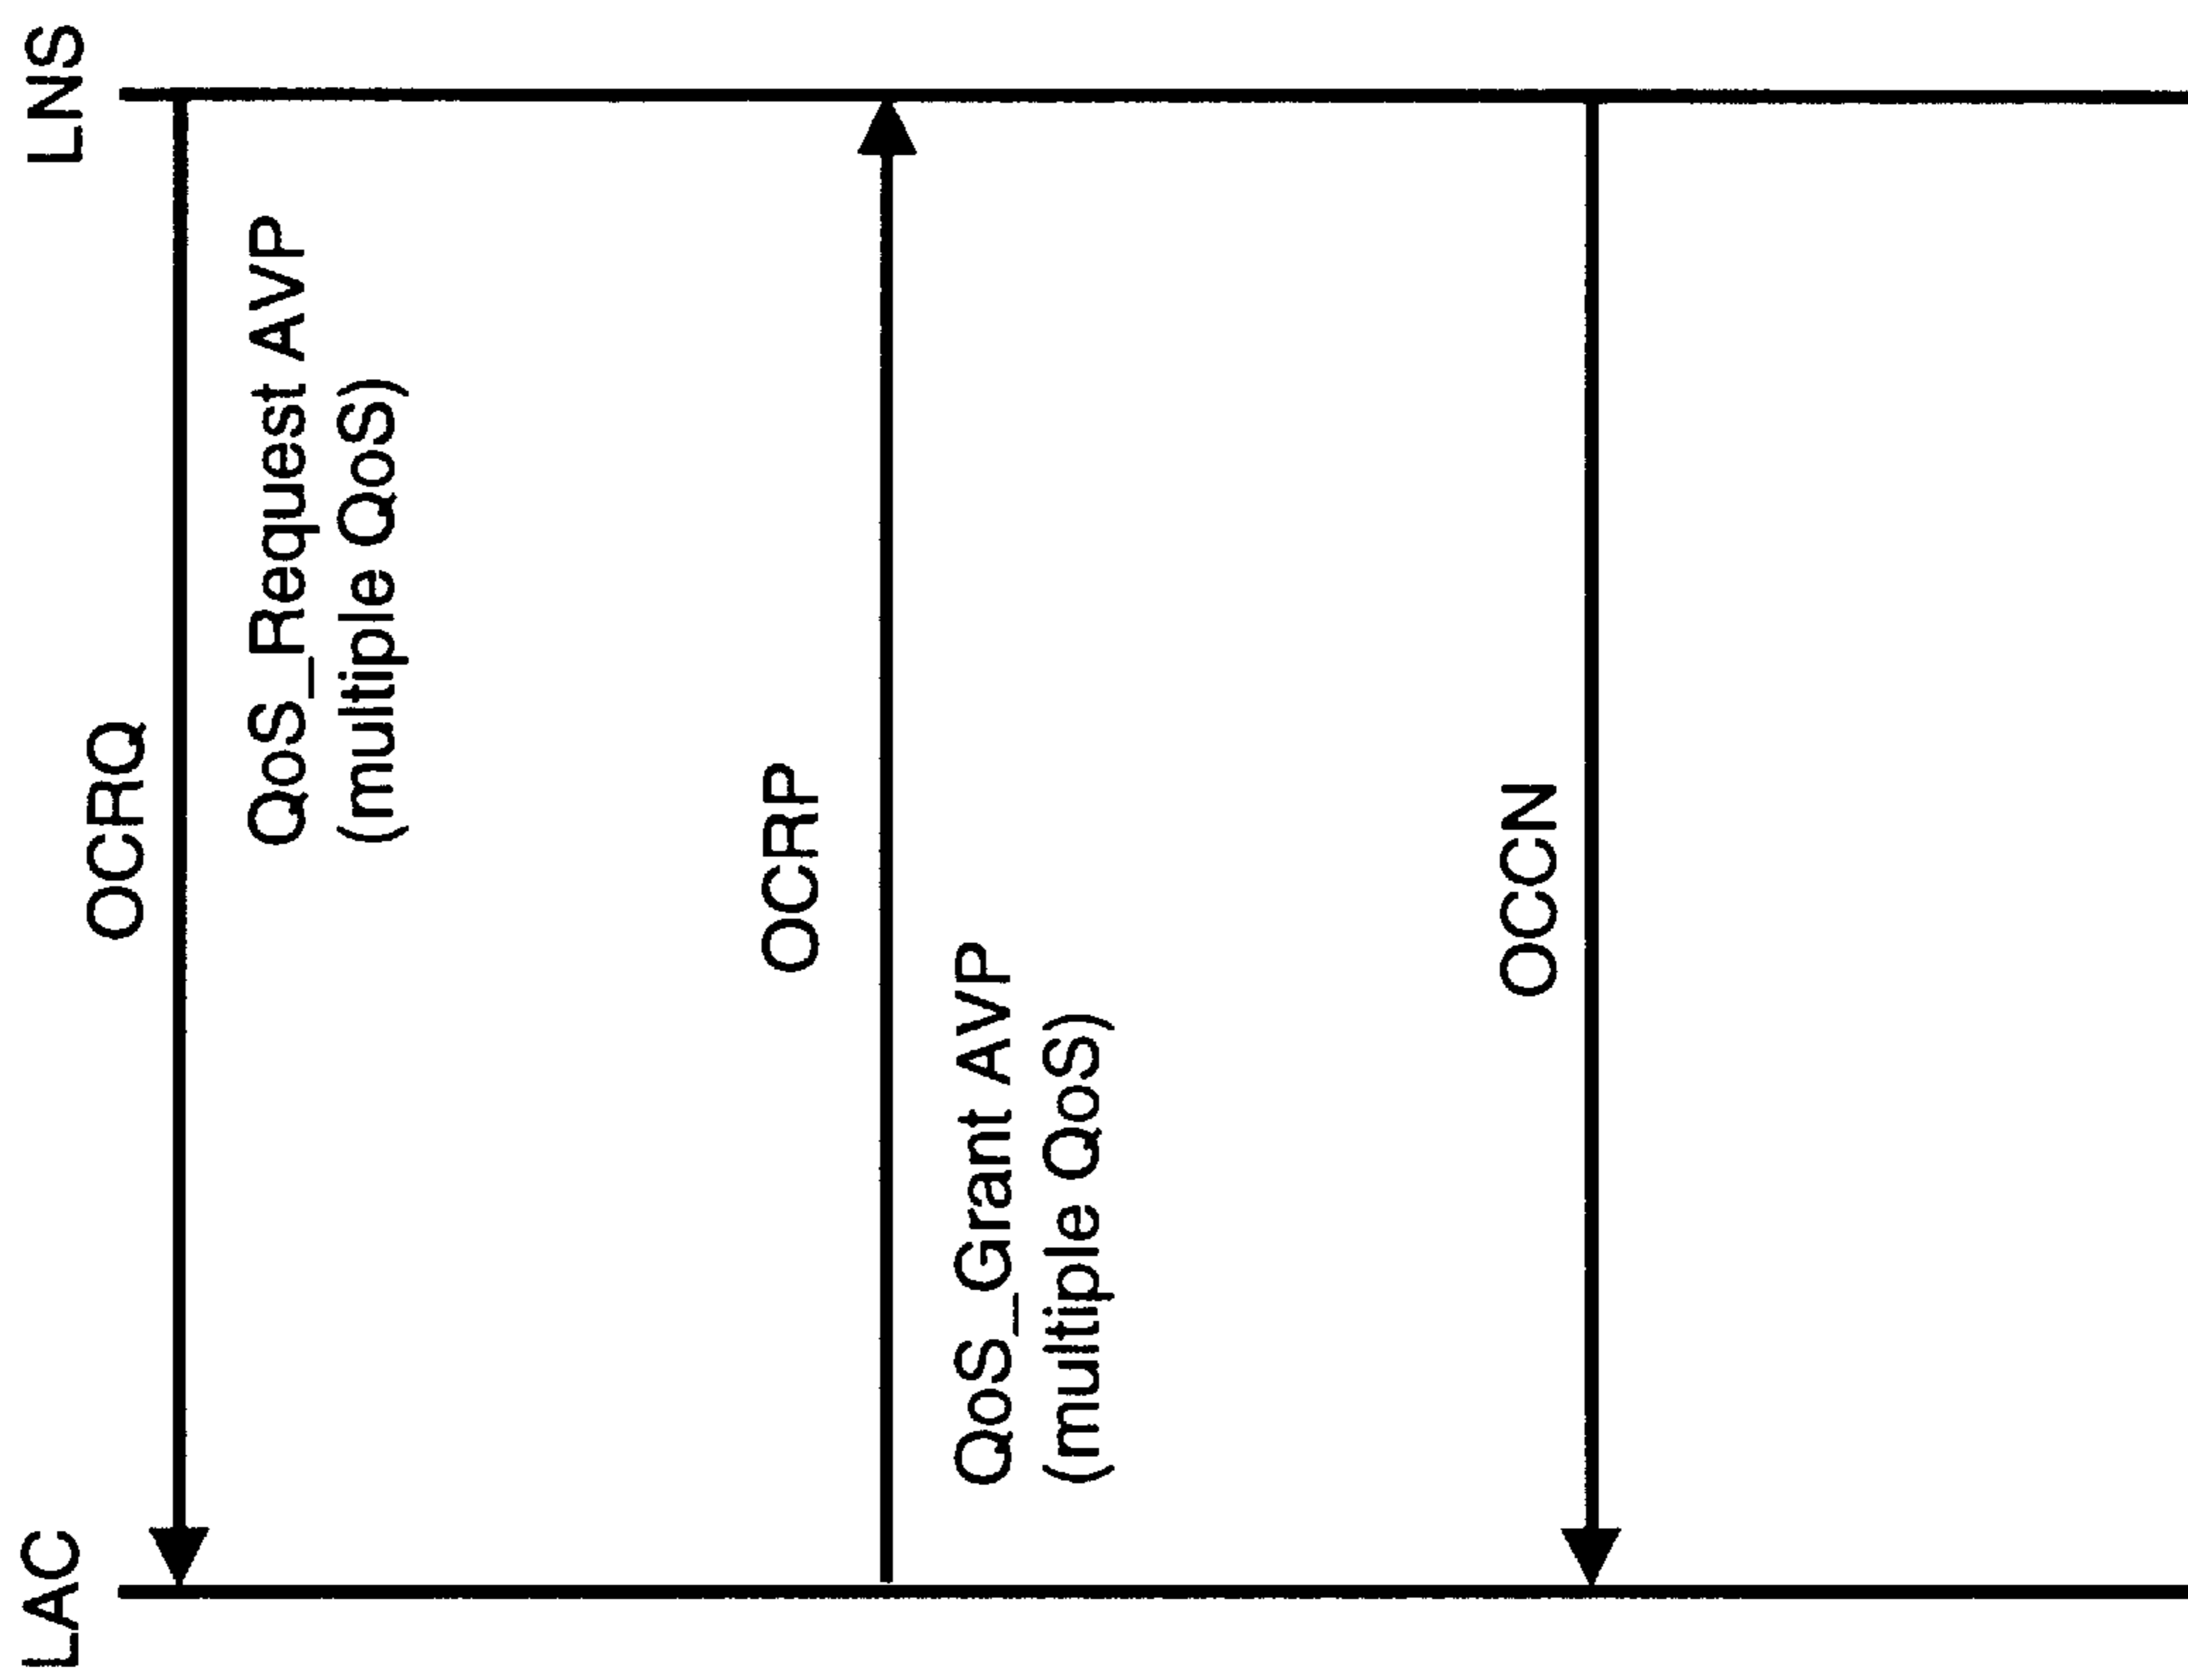 LAC
LNS
OCRQ
QoS_Request AVP
(multiple QoS)
OCRP
QoS_Grant AVP
(multiple QoS)
OCCN